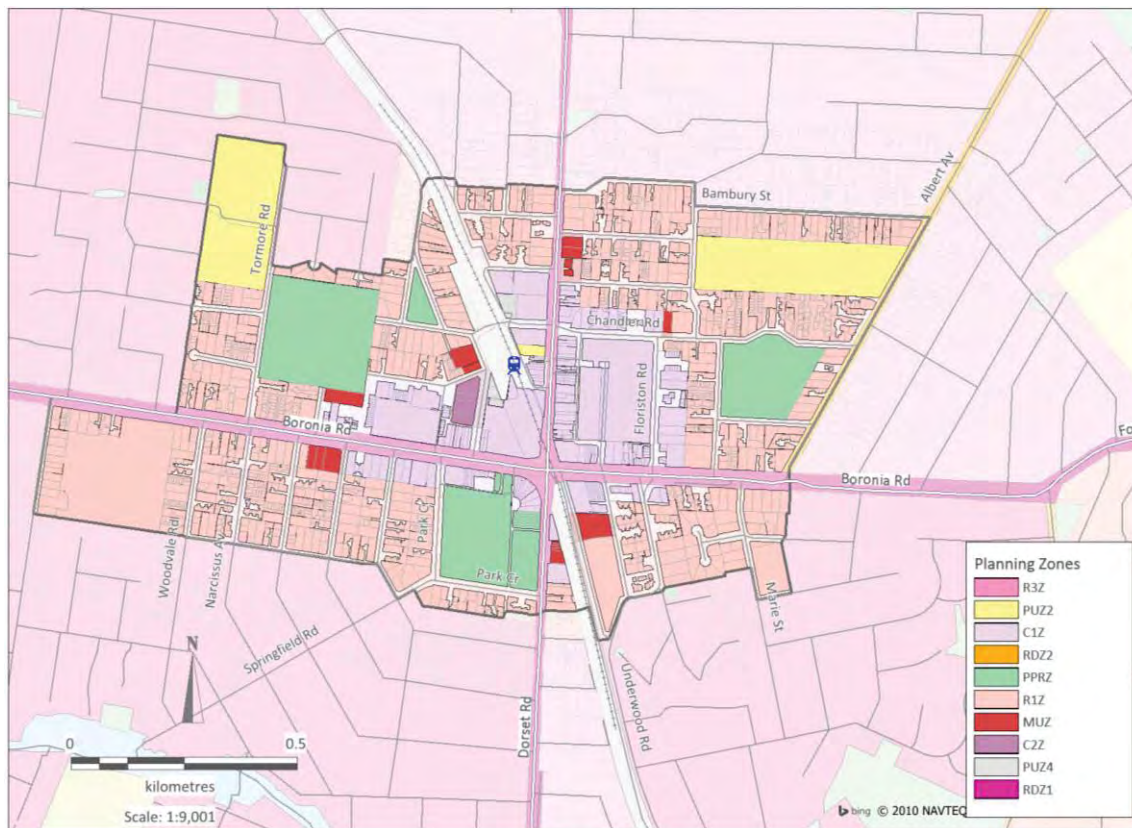 Bambury St
Albert Av
Tormore Rd
Chandler Rd
Floriston Rd
Boronia Rd
Boronia Rd
Fo
Woodvale Rd
Narcissus Av
Park Cr
Park Cr
Springfield Rd
Dorset Rd
Underwood Rd
Marie St
N
0 0.5
kilometres
Scale: 1:9,001
Planning Zones
R3Z
PUZ2
C1Z
RDZ2
PPRZ
R1Z
MUZ
C2Z
PUZ4
RDZ1
bing © 2010 NAVTEQ